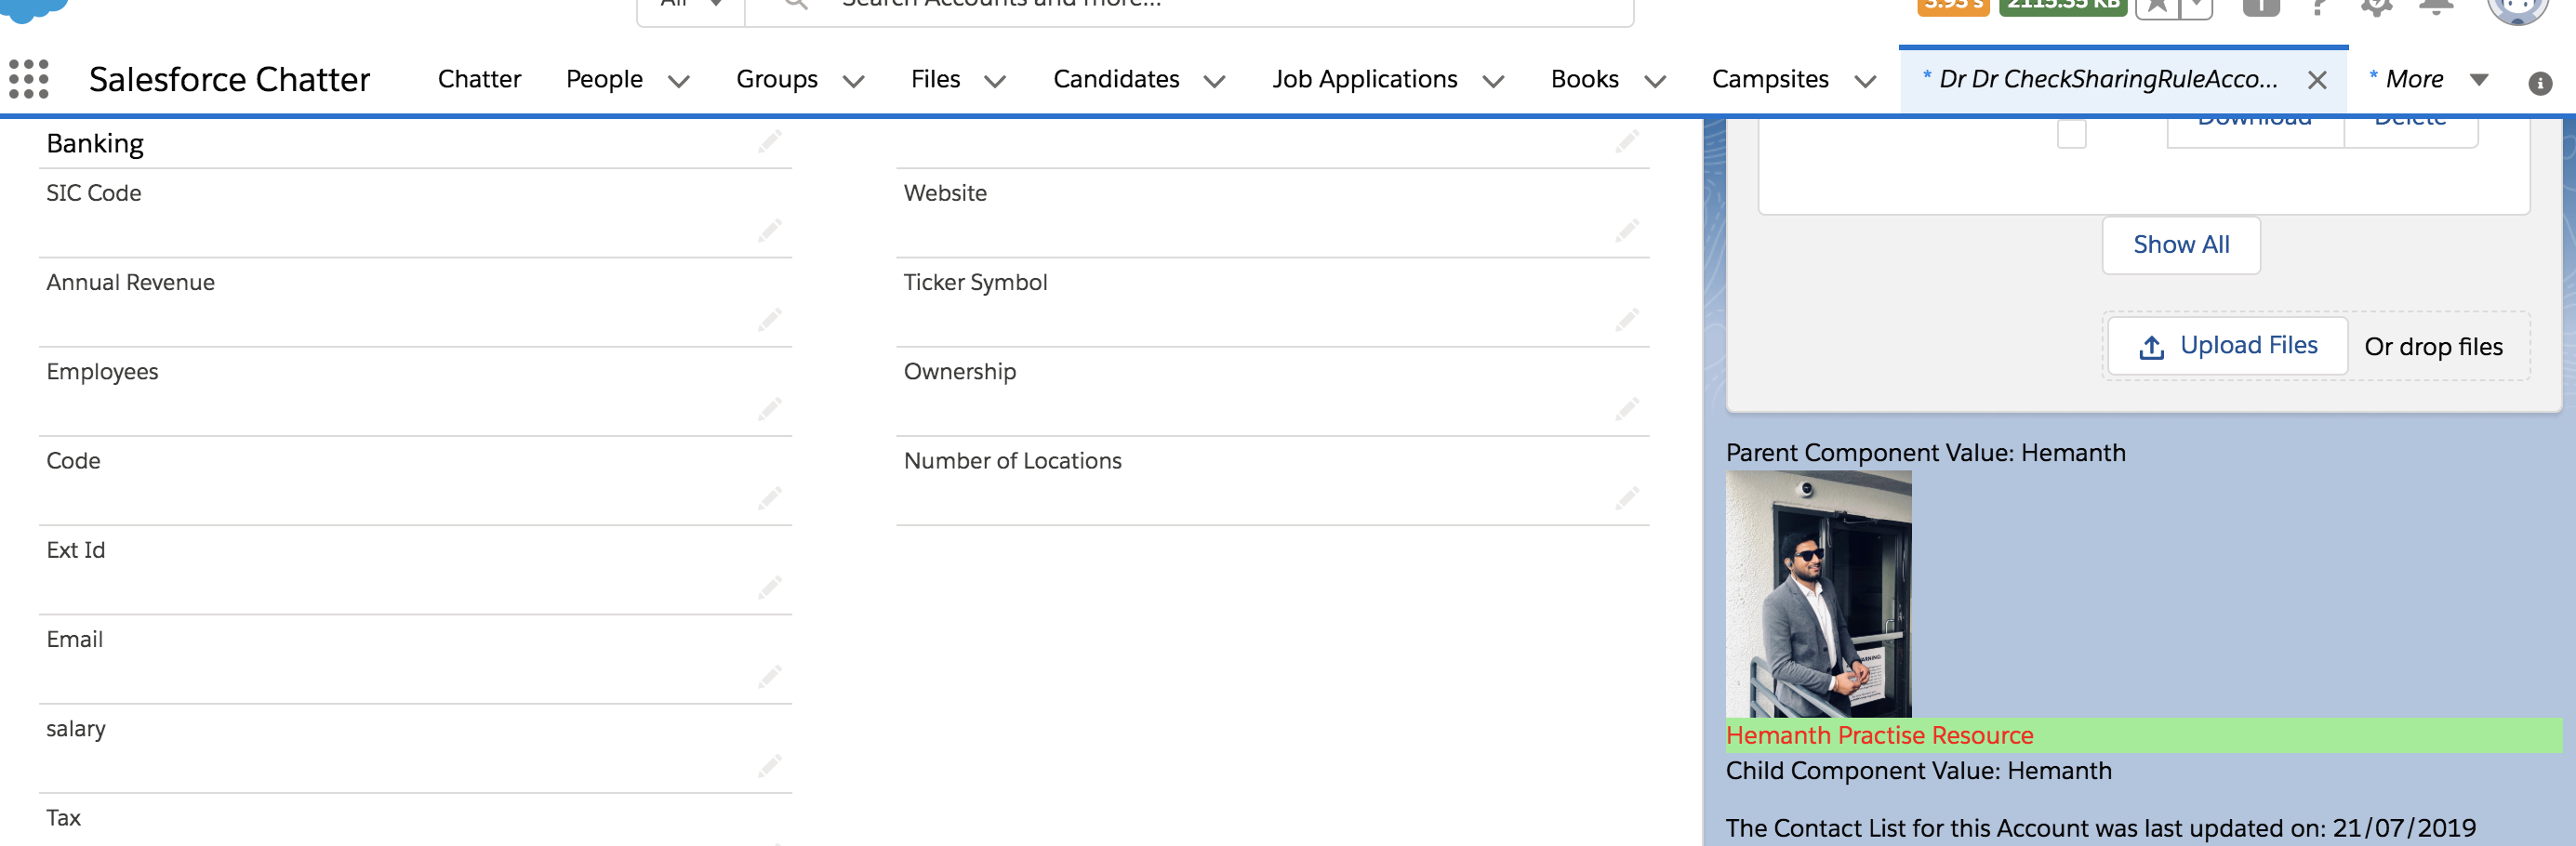 All Search Accounts and more... 3.93 s 2115.35 KB
Salesforce Chatter Chatter People Groups Files Candidates Job Applications Books Campsites * Dr Dr CheckSharingRuleAcco... * More
Banking
SIC Code
Annual Revenue
Employees
Code
Ext Id
Email
salary
Tax
Website
Ticker Symbol
Ownership
Number of Locations
Download Delete
Show All
Upload Files Or drop files
Parent Component Value: Hemanth
Hemanth Practise Resource
Child Component Value: Hemanth
The Contact List for this Account was last updated on: 21/07/2019